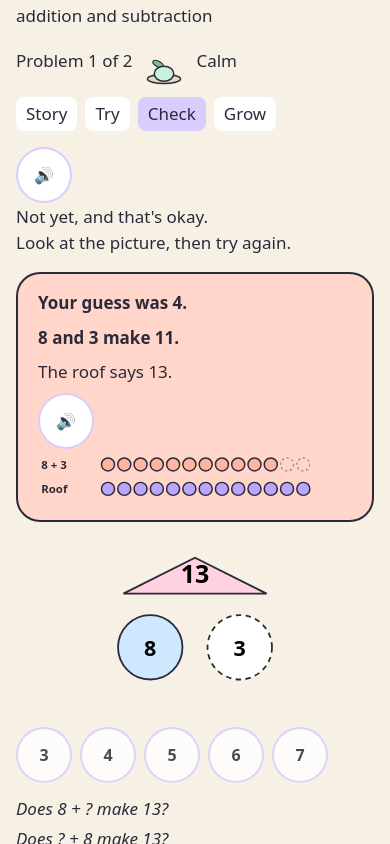 addition and subtraction
Problem 1 of 2 Calm
Story Try Check Grow
Not yet, and that's okay.
Look at the picture, then try again.
Your guess was 4.
8 and 3 make 11.
The roof says 13.
8 + 3
Roof
13
8 3
3 4 5 6 7
Does 8 + ? make 13?
Does ? + 8 make 13?